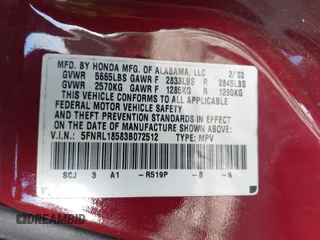 MFD. BY HONDA MFG. OF ALABAMA, LLC 2/03
GVWR 5665LBS GAWR F 2833LBS R 2845LBS
GVWR 2570KG GAWR F 1285KG R 1290KG
THIS VEHICLE CONFORMS TO ALL APPLICABLE
FEDERAL MOTOR VEHICLE SAFETY
AND THEFT PREVENTION STANDARDS IN
EFFECT ON THE DATE OF MANUFACTURE
SHOWN ABOVE.
V.I.N.: 5FNRL18583B072512 TYPE: MPV
SCJ 3 A1 -R519P -B
DREAMBID